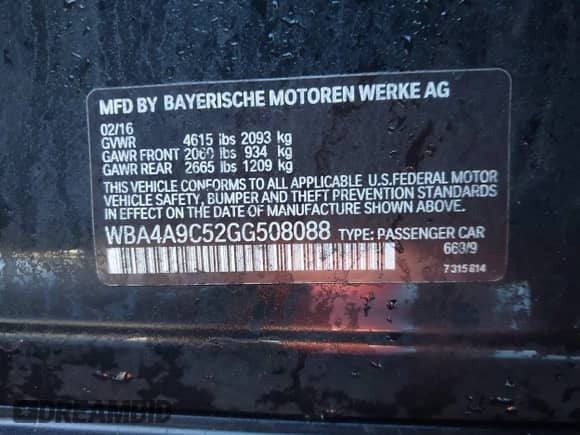 MFD BY BAYERISCHE MOTOREN WERKE AG
02/16
GVWR 4615 lbs 2093 kg
GAWR FRONT 2060 lbs 934 kg
GAWR REAR 2665 lbs 1209 kg
THIS VEHICLE CONFORMS TO ALL APPLICABLE U.S.FEDERAL MOTOR
VEHICLE SAFETY, BUMPER AND THEFT PREVENTION STANDARDS
IN EFFECT ON THE DATE OF MANUFACTURE SHOWN ABOVE.
WBA4A9C52GG508088 TYPE: PASSENGER CAR
668/9
7315814
DREAMBID